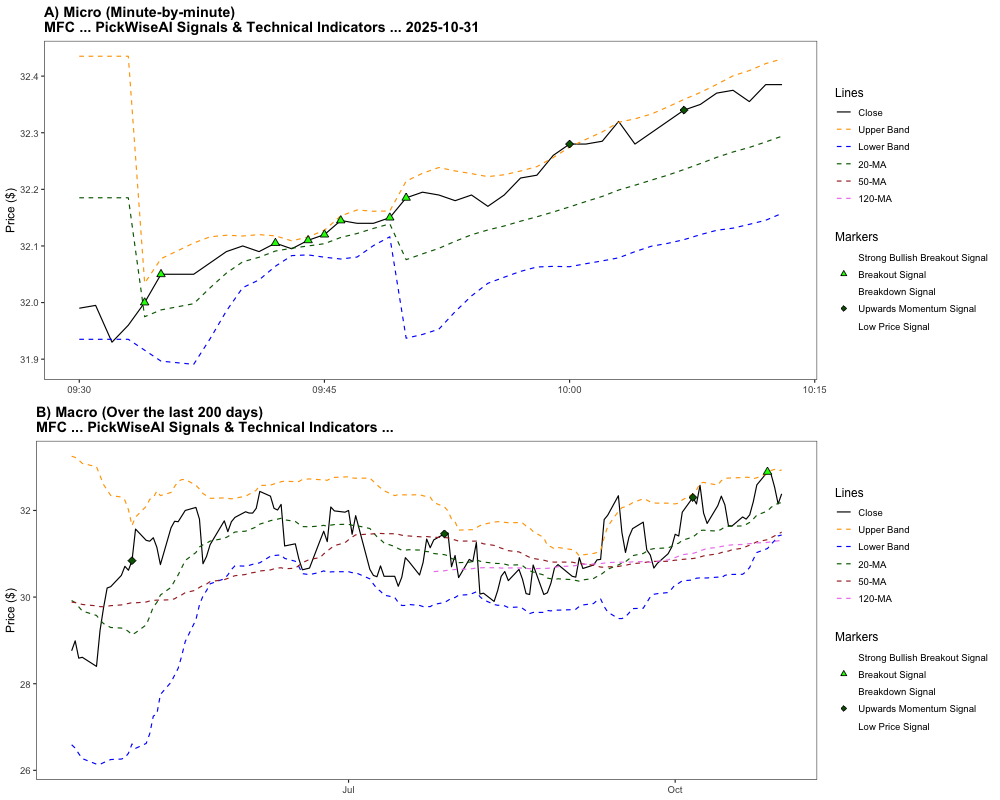 A) Micro (Minute-by-minute)
MFC ... PickWiseAI Signals & Technical Indicators ... 2025-10-31
Price ($)
32.4
32.3
32.2
32.1
32.0
31.9
09:30
09:45
10:00
10:15
Lines
Close
Upper Band
Lower Band
20-MA
50-MA
120-MA
Markers
Strong Bullish Breakout Signal
Breakout Signal
Breakdown Signal
Upwards Momentum Signal
Low Price Signal
B) Macro (Over the last 200 days)
MFC ... PickWiseAI Signals & Technical Indicators ...
Price ($)
32
30
28
26
Jul
Oct
Lines
Close
Upper Band
Lower Band
20-MA
50-MA
120-MA
Markers
Strong Bullish Breakout Signal
Breakout Signal
Breakdown Signal
Upwards Momentum Signal
Low Price Signal